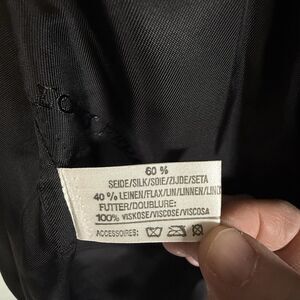 60 %
SEIDE/SILK/SOIE/ZIJDE/SETA
40 % LEINEN/FLAX/LIN/LINNEN/LINO
FUTTER/DOUBLURE:
100% VISKOSE/VISCOSE/VISCOSA
ACCESSOIRES: